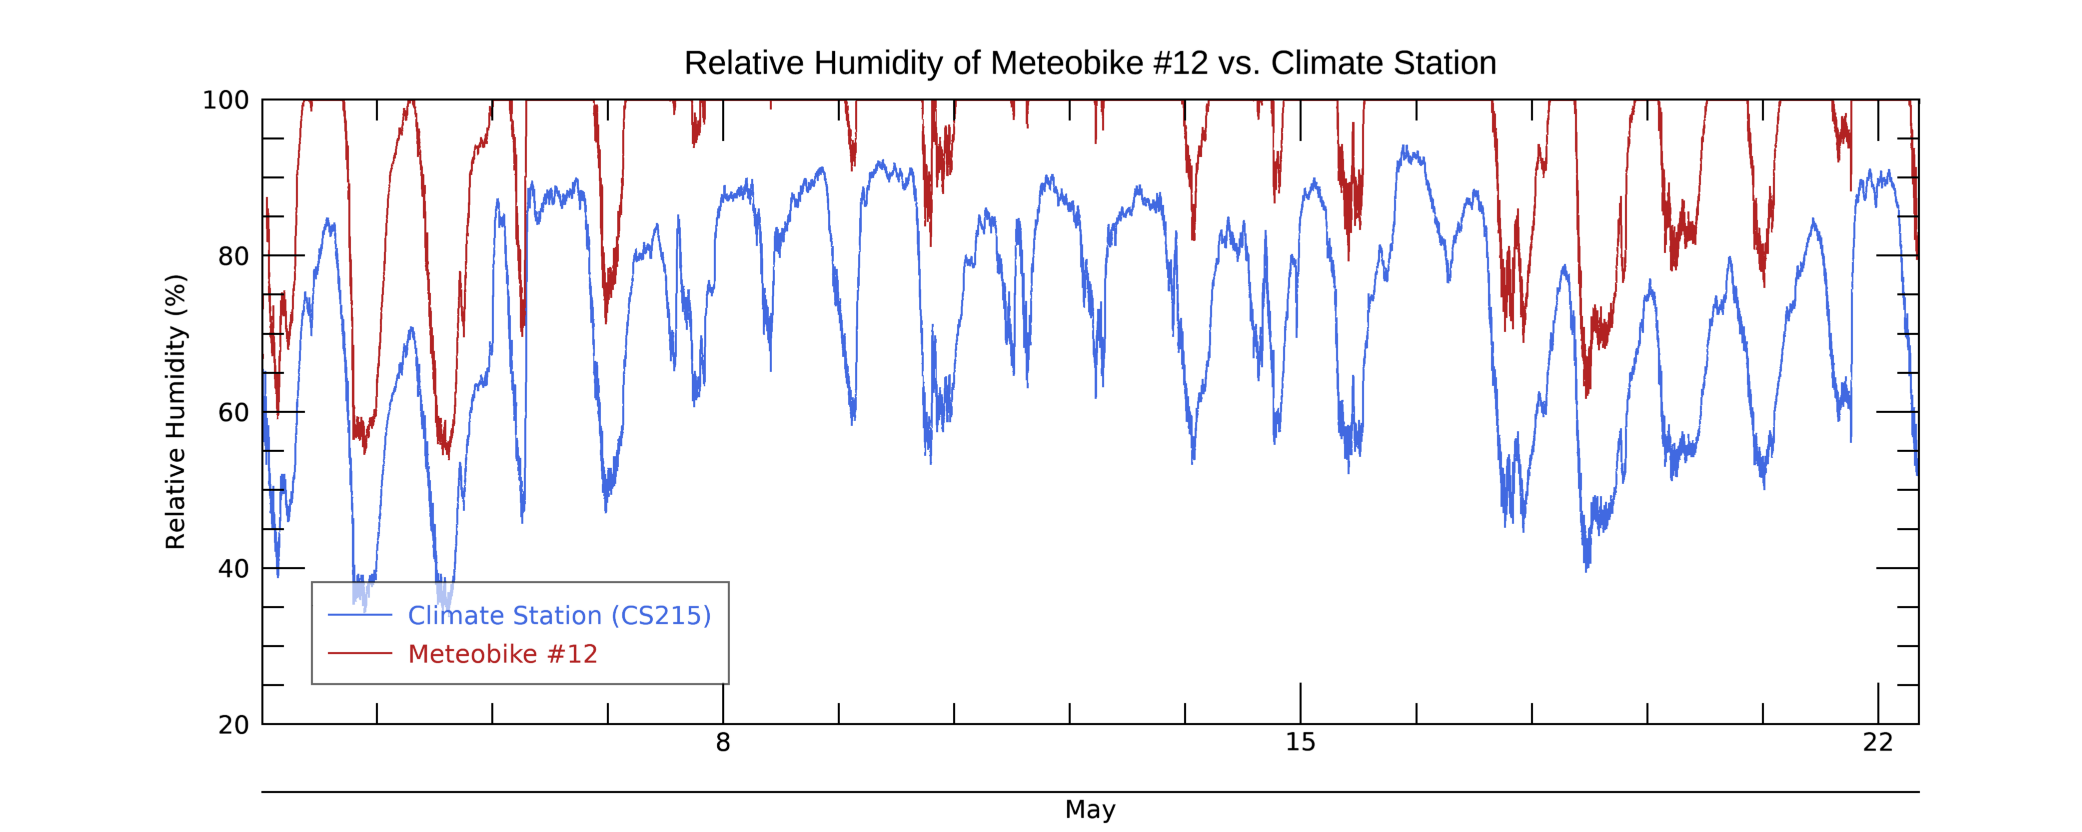 Relative Humidity of Meteobike #12 vs. Climate Station
Relative Humidity (%)
100
80
60
40
20
Climate Station (CS215)
Meteobike #12
8
15
22
May